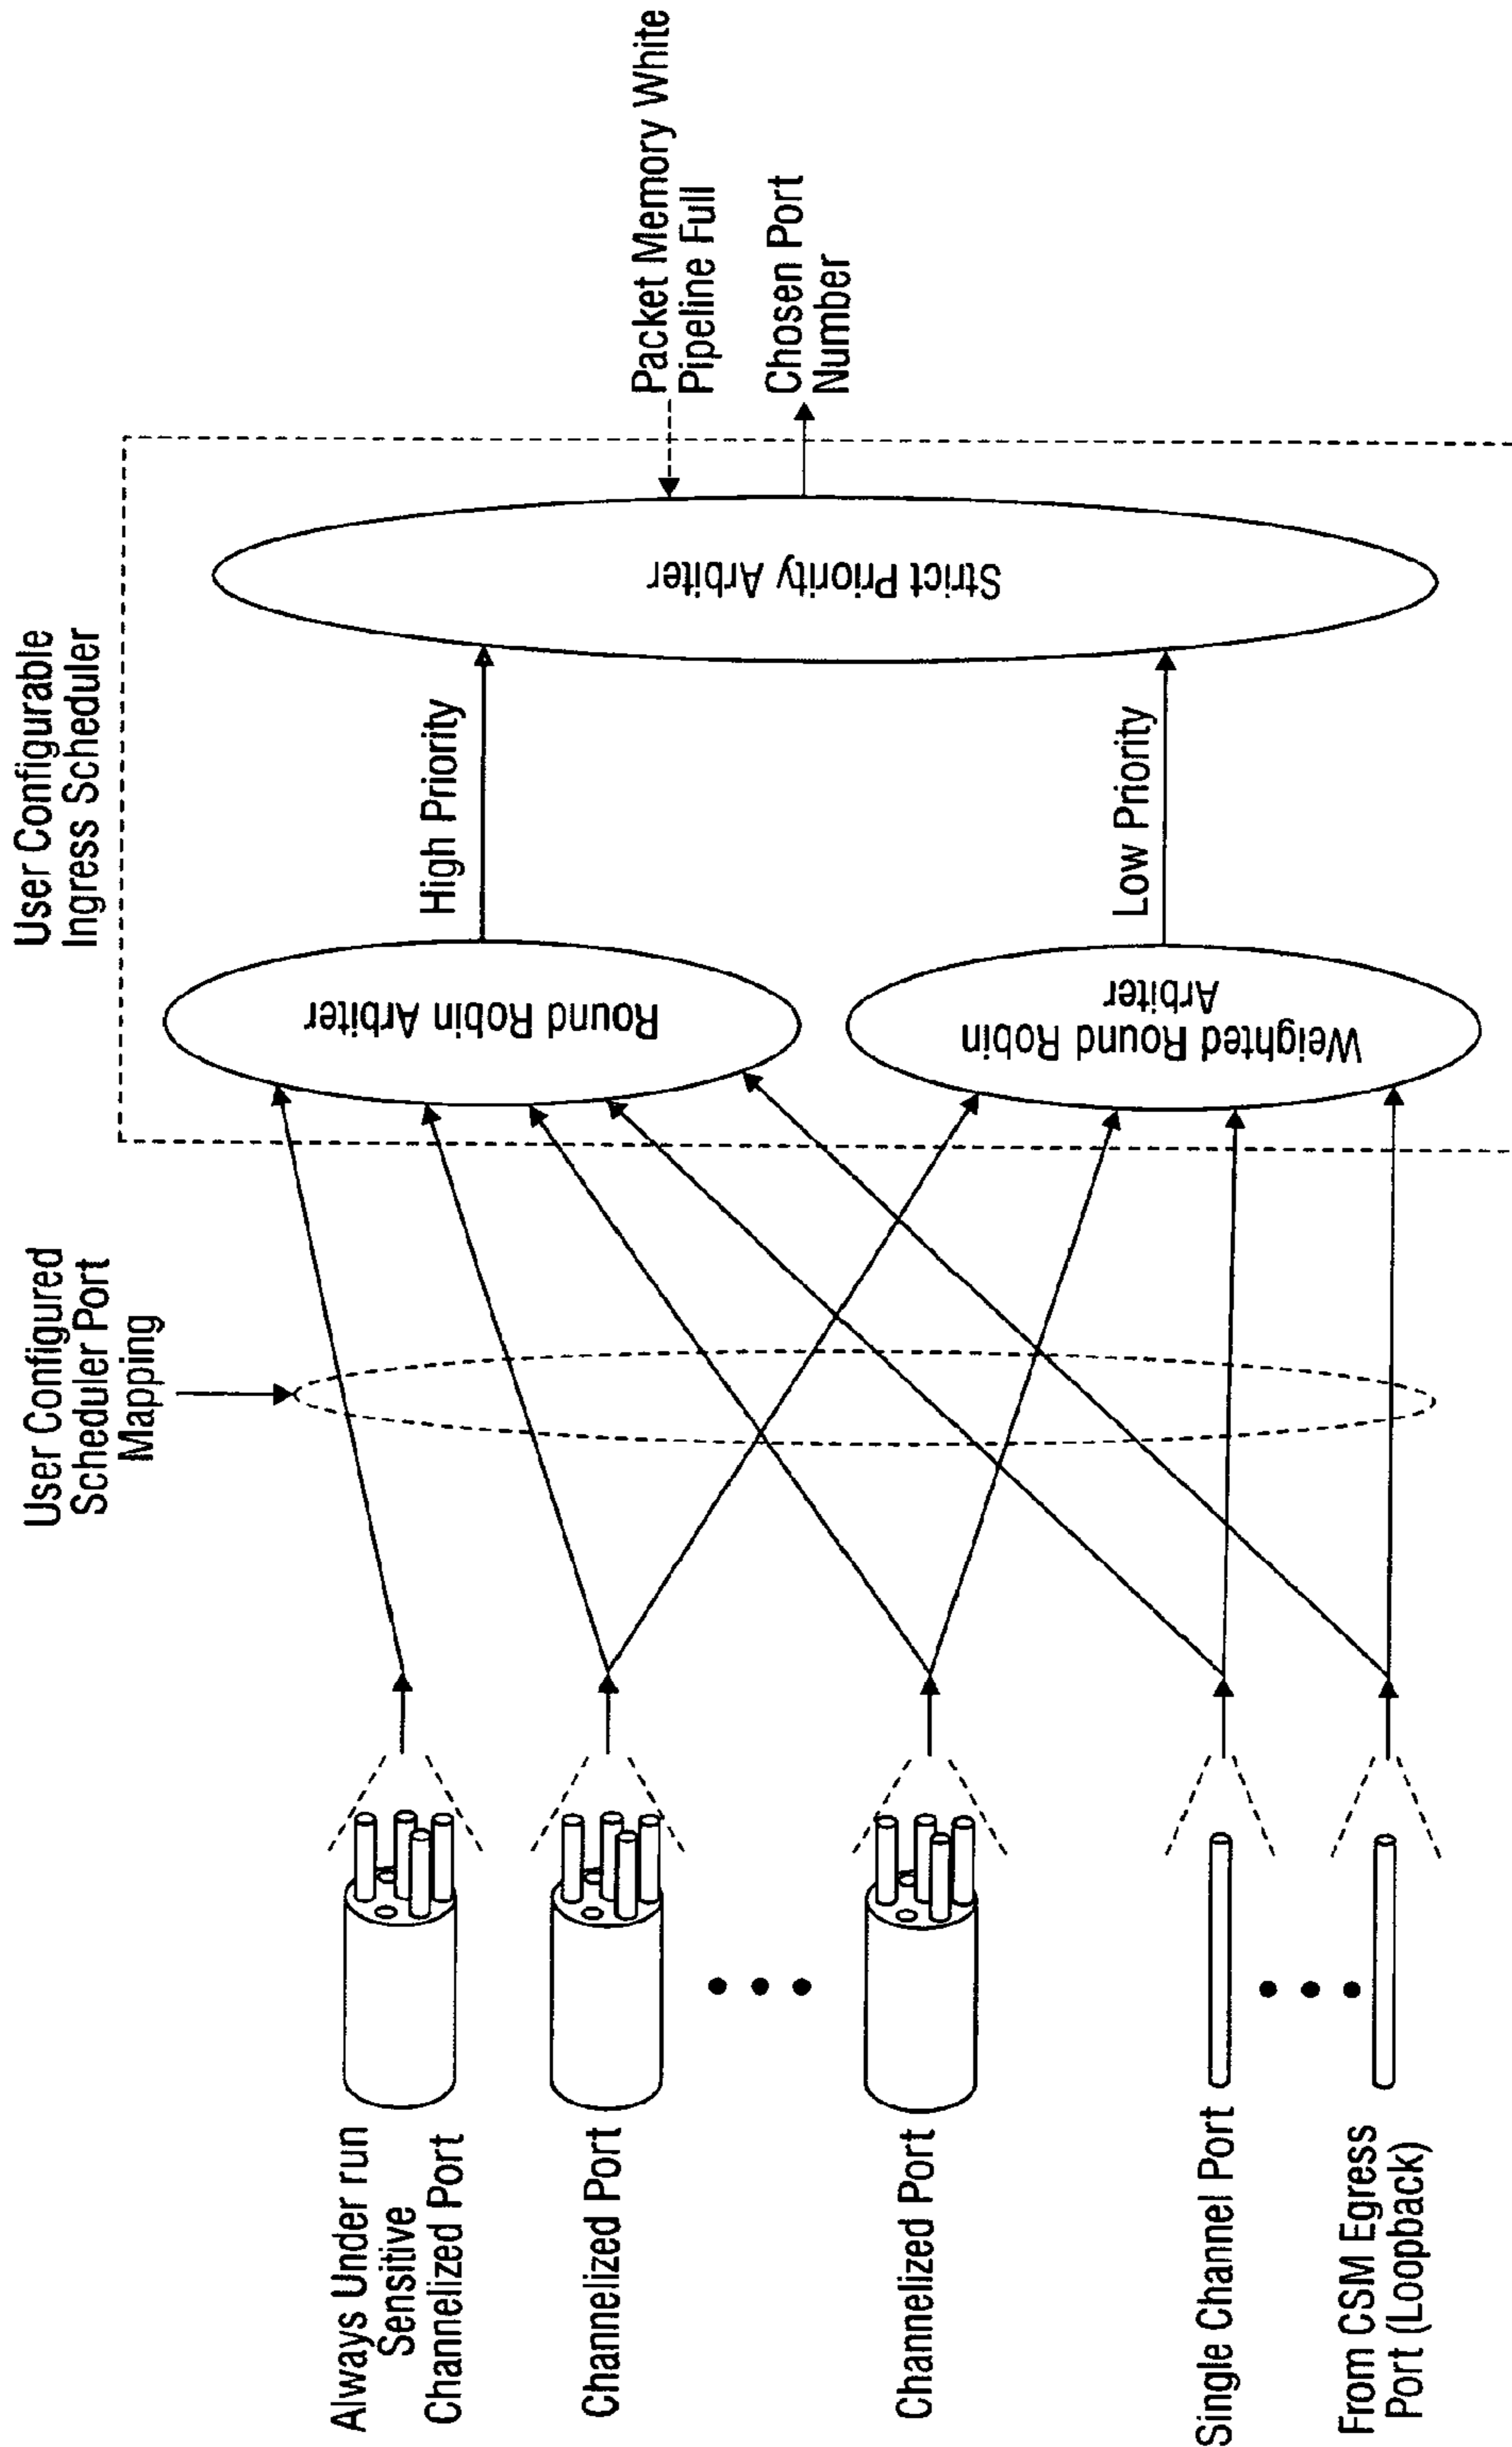 User Configured
Scheduler Port
Mapping
User Configurable
Ingress Scheduler
Always Under run
Sensitive
Channelized Port
Channelized Port
Channelized Port
Single Channel Port
From CSM Egress
Port (Loopback)
Round Robin Arbiter
Weighted Round Robin
Arbiter
High Priority
Low Priority
Strict Priority Arbiter
Packet Memory White
Pipeline Full
Chosen Port
Number